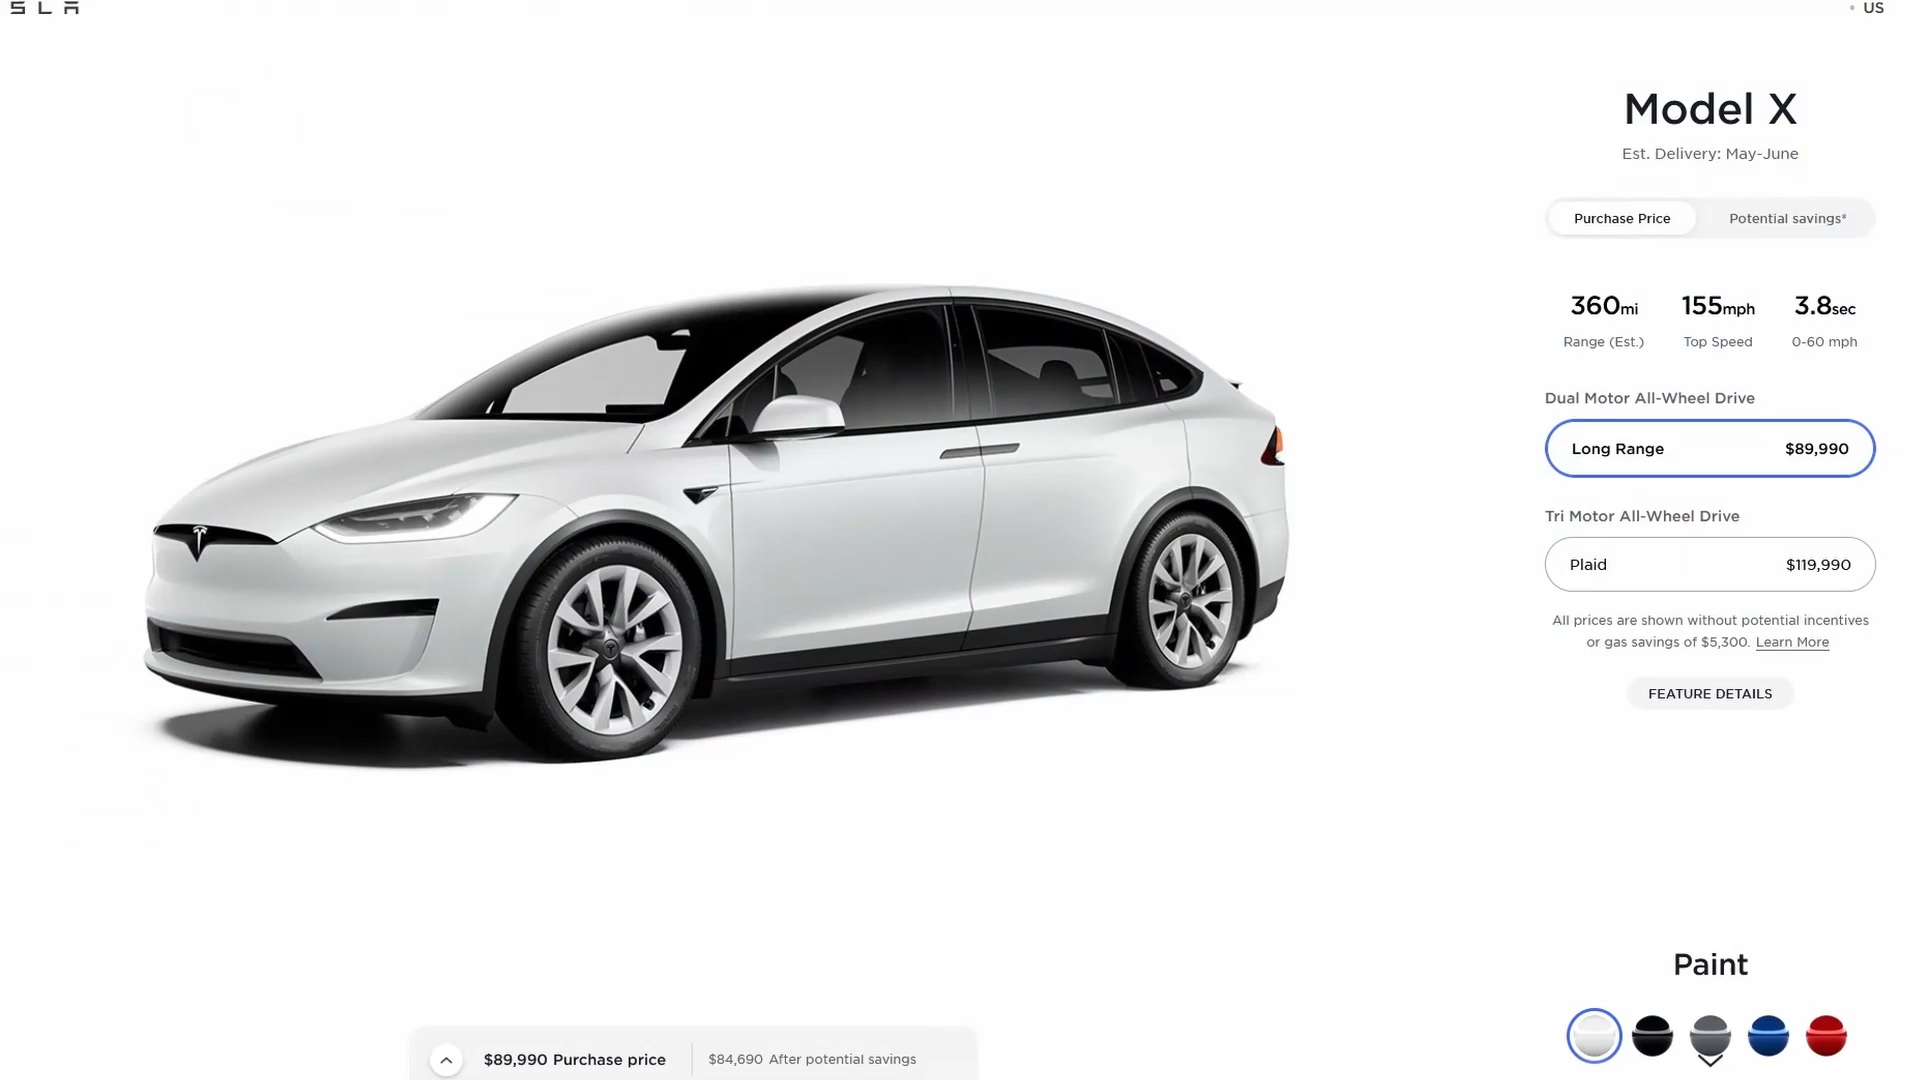 SLA
US
Model X
Est. Delivery: May-June
Purchase Price
Potential savings*
360mi
155mph
3.8sec
Range (Est.)
Top Speed
0-60 mph
Dual Motor All-Wheel Drive
Long Range $89,990
Tri Motor All-Wheel Drive
Plaid $119,990
All prices are shown without potential incentives
or gas savings of $5,300. Learn More
FEATURE DETAILS
Paint
$89,990 Purchase price
$84,690 After potential savings